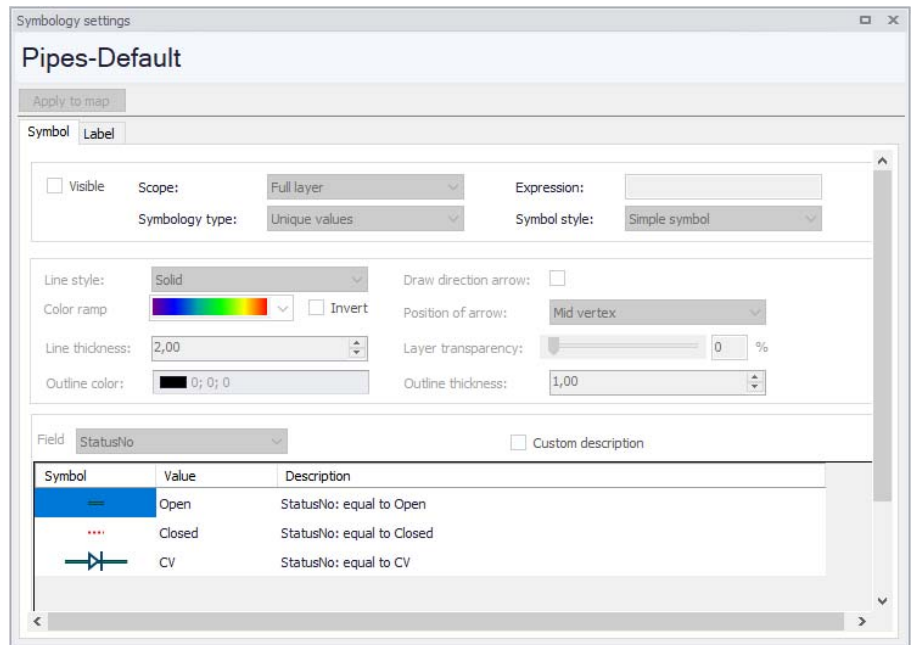 Symbology settings
Pipes-Default
Apply to map
Symbol Label
Visible Scope: Full layer Expression:
Symbology type: Unique values Symbol style: Simple symbol
Line style: Solid Draw direction arrow:
Color ramp Invert Position of arrow: Mid vertex
Line thickness: 2,00 Layer transparency: 0 %
Outline color: 0; 0; 0 Outline thickness: 1,00
Field StatusNo Custom description
Symbol Value Description
Open StatusNo: equal to Open
Closed StatusNo: equal to Closed
CV StatusNo: equal to CV